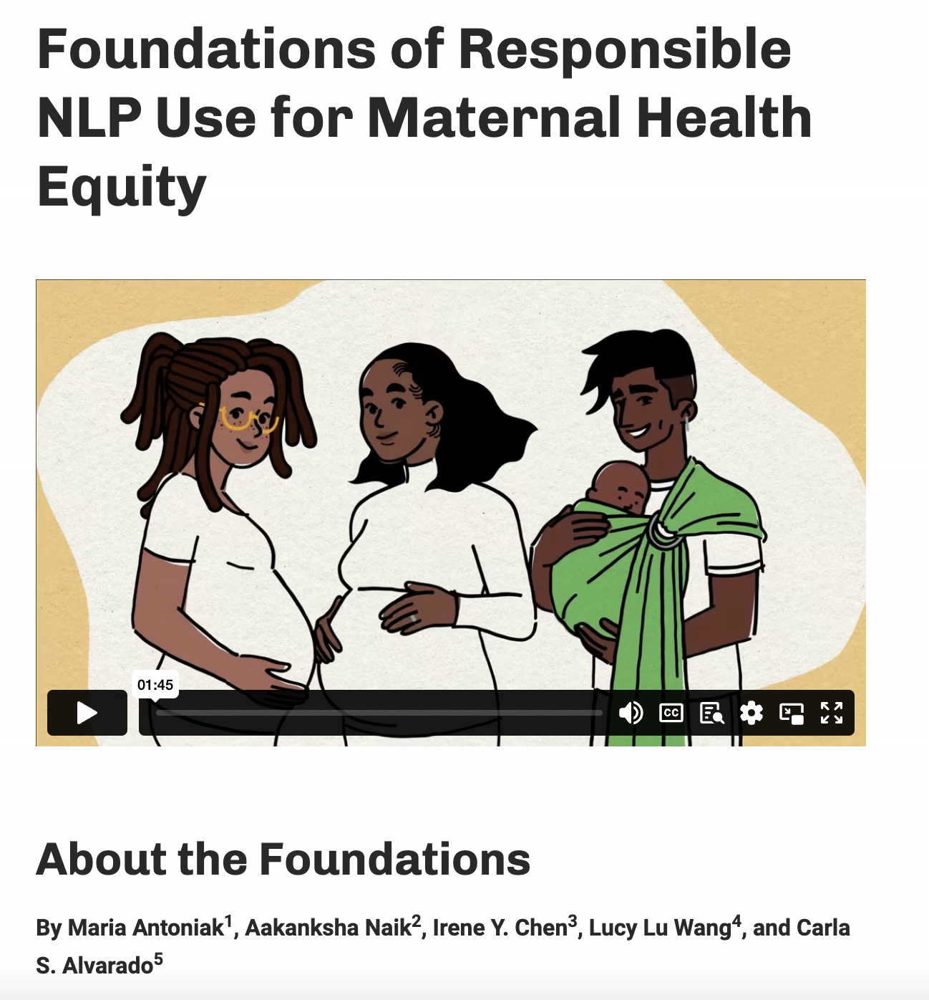 Foundations of Responsible
NLP Use for Maternal Health
Equity
01:45
CC
About the Foundations
By Maria Antoniak1, Aakanksha Naik2, Irene Y. Chen3, Lucy Lu Wang4, and Carla
S. Alvarado5